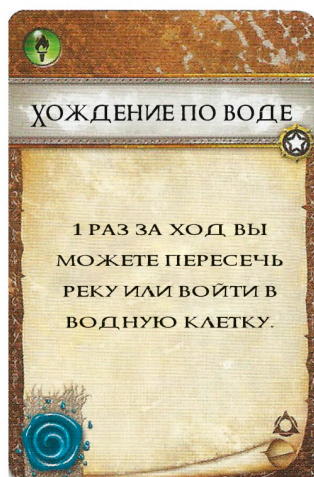 ХОЖДЕНИЕ ПО ВОДЕ
1 РАЗ ЗА ХОД ВЫ
МОЖЕТЕ ПЕРЕСЕЧЬ
РЕКУ ИЛИ ВОЙТИ В
ВОДНУЮ КЛЕТКУ.